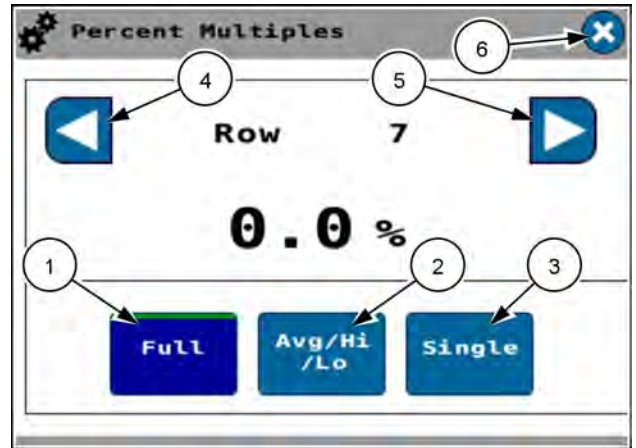 Percent Multiples
6
4
5
Row 7
0.0 %
1
2
3
Full
Avg/Hi
/Lo
Single